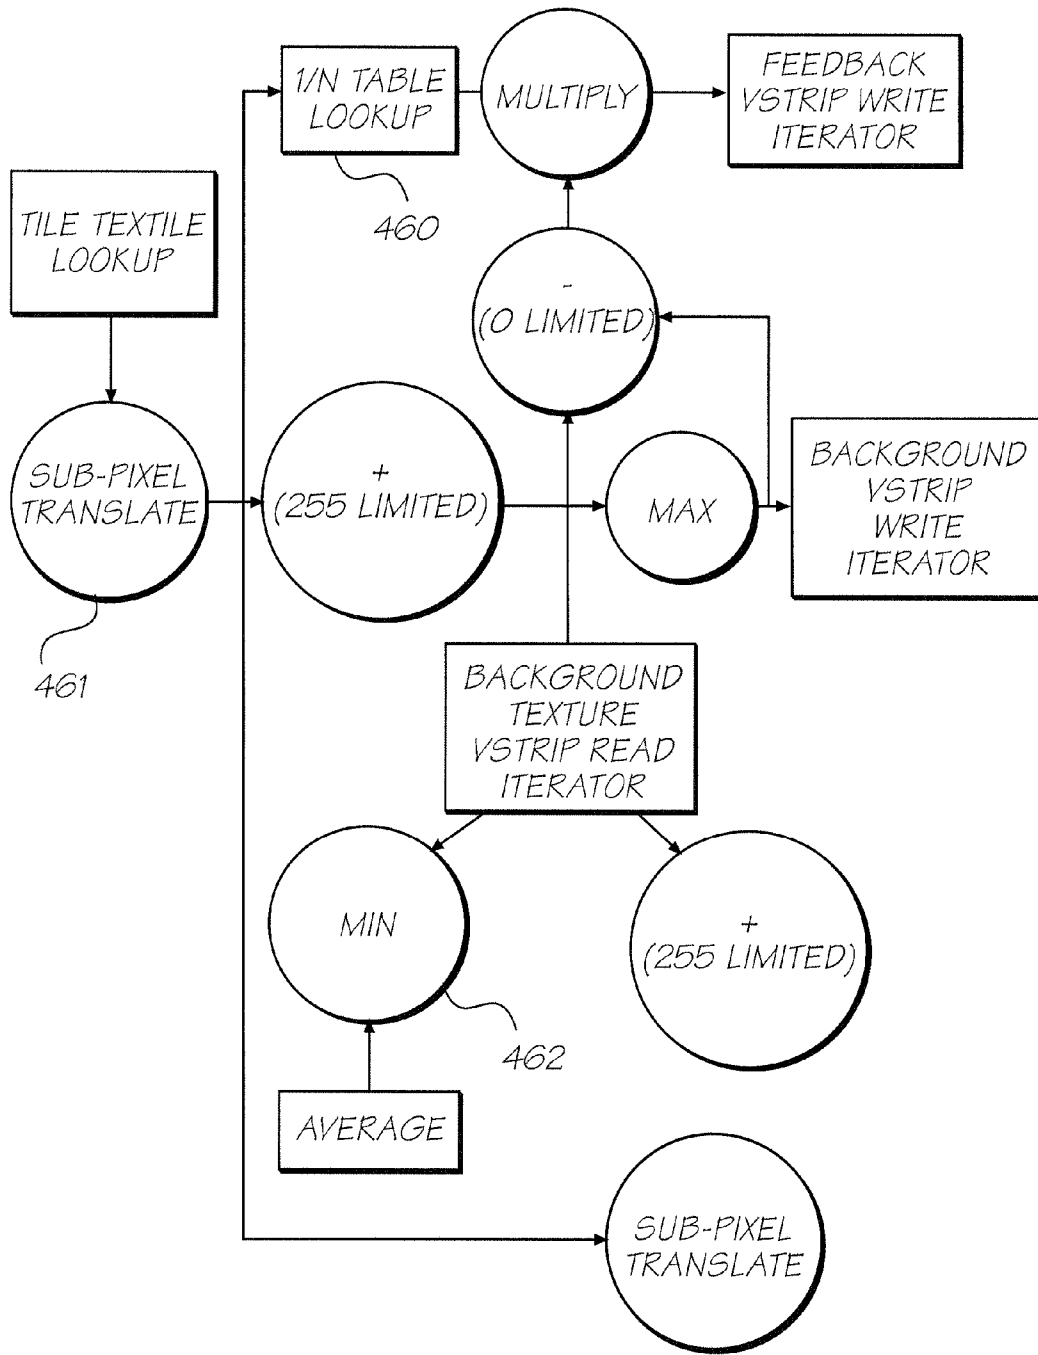 1/N TABLE
LOOKUP
MULTIPLY
FEEDBACK
VSTRIP WRITE
ITERATOR
460
TILE TEXTILE
LOOKUP
-
(0 LIMITED)
SUB-PIXEL
TRANSLATE
+
(255 LIMITED)
MAX
BACKGROUND
VSTRIP
WRITE
ITERATOR
461
BACKGROUND
TEXTURE
VSTRIP READ
ITERATOR
MIN
+
(255 LIMITED)
462
AVERAGE
SUB-PIXEL
TRANSLATE